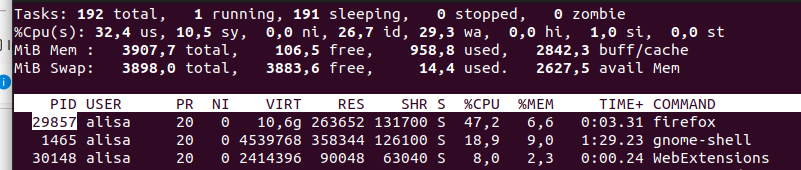 Tasks: 192 total,   1 running, 191 sleeping,   0 stopped,   0 zombie
%Cpu(s): 32,4 us, 10,5 sy,  0,0 ni, 26,7 id, 29,3 wa,  0,0 hi,  1,0 si,  0,0 st
MiB Mem :   3907,7 total,    106,5 free,    958,8 used,   2842,3 buff/cache
MiB Swap:   3898,0 total,   3883,6 free,     14,4 used.   2627,5 avail Mem
PID USER      PR  NI    VIRT    RES    SHR S  %CPU  %MEM     TIME+ COMMAND
29857 alisa     20   0   10,6g 263652 131700 S  47,2   6,6   0:03.31 firefox
1465 alisa     20   0 4539768 358344 126100 S  18,9   9,0   1:29.23 gnome-shell
30148 alisa     20   0 2414396  90048  63040 S   8,0   2,3   0:00.24 WebExtensions